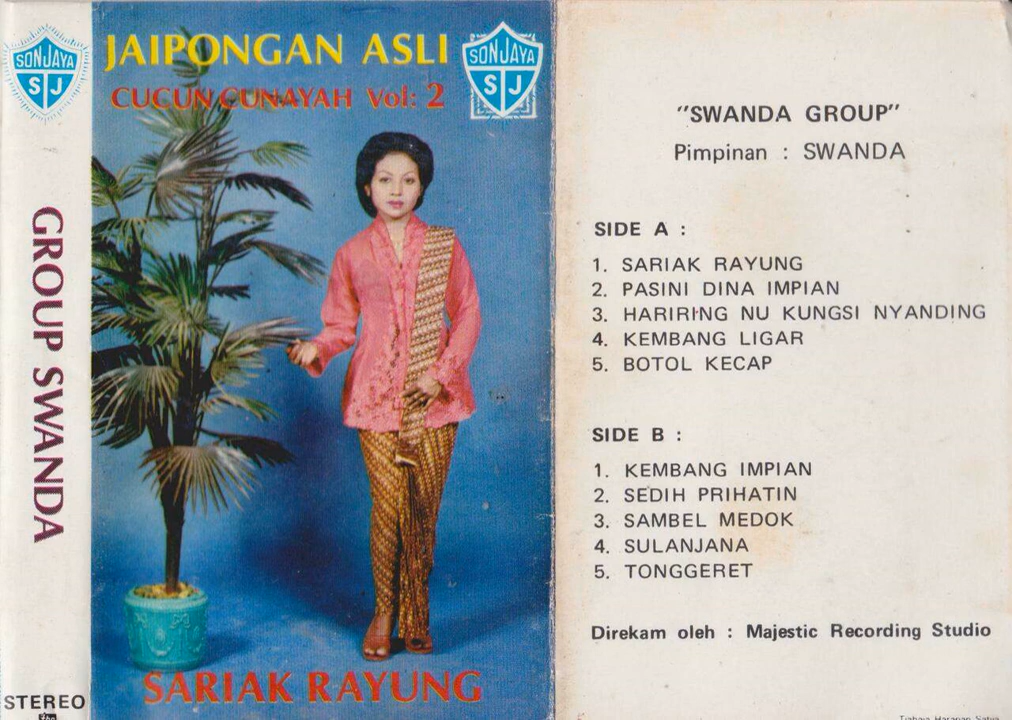 SONJAYA
SJ
GROUP SWANDA
STEREO
JAIPONGAN ASLI
CUCUN CUNAYAH Vol: 2
SONJAYA
SJ
SARIAK RAYUNG
"SWANDA GROUP"
Pimpinan : SWANDA
SIDE A :
1. SARIAK RAYUNG
2. PASINI DINA IMPIAN
3. HARIRING NU KUNGSI NYANDING
4. KEMBANG LIGAR
5. BOTOL KECAP
SIDE B :
1. KEMBANG IMPIAN
2. SEDIH PRIHATIN
3. SAMBEL MEDOK
4. SULANJANA
5. TONGGERET
Direkam oleh : Majestic Recording Studio